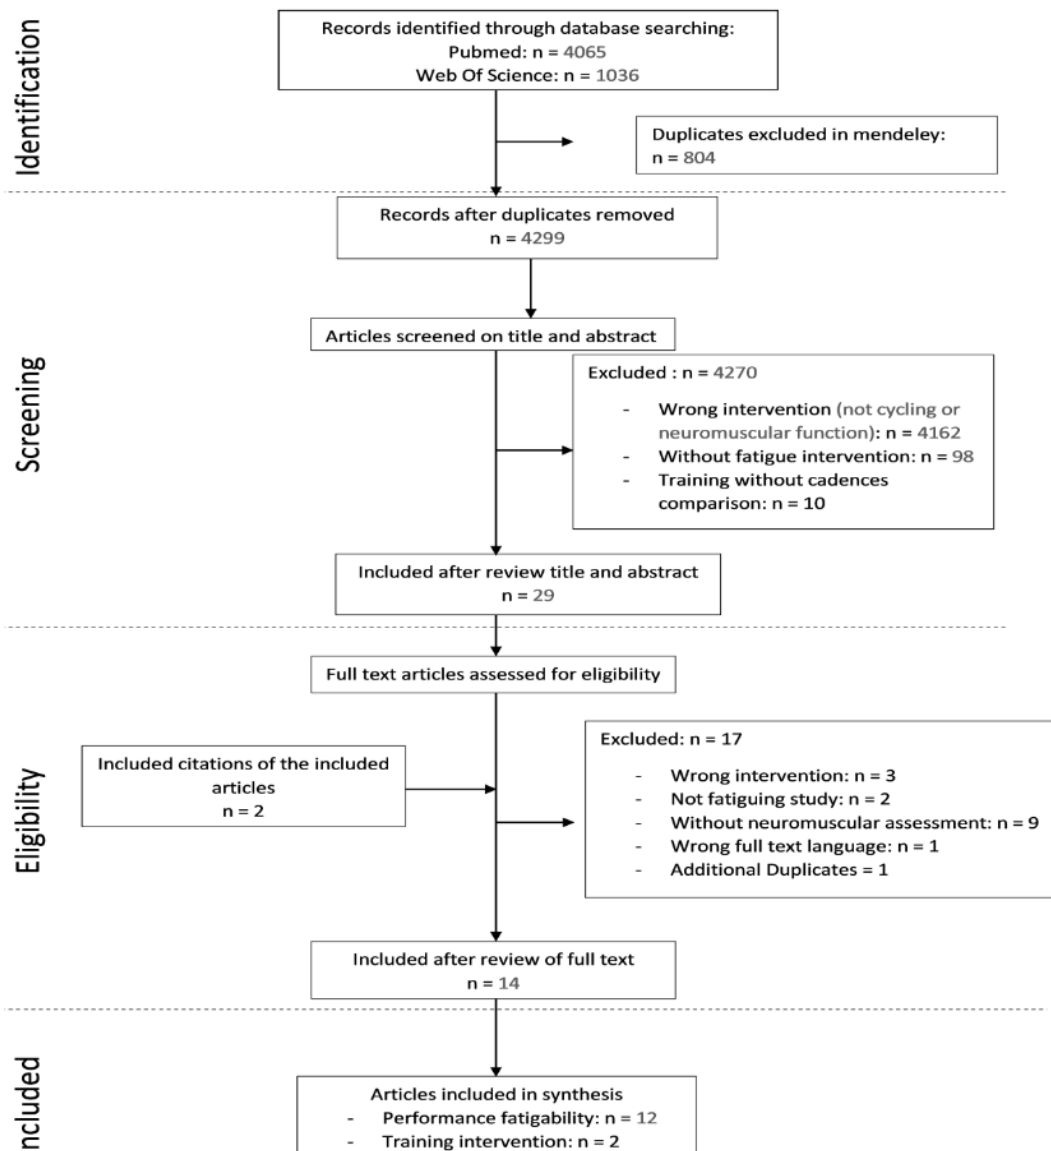 Identification
Records identified through database searching:
Pubmed: n = 4065
Web Of Science: n = 1036
Duplicates excluded in mendeley:
n = 804
Screening
Records after duplicates removed
n = 4299
Articles screened on title and abstract
Excluded : n = 4270
- Wrong intervention (not cycling or
neuromuscular function): n = 4162
- Without fatigue intervention: n = 98
- Training without cadences
comparison: n = 10
Included after review title and abstract
n = 29
Eligibility
Full text articles assessed for eligibility
Included citations of the included
articles
n = 2
Excluded: n = 17
- Wrong intervention: n = 3
- Not fatiguing study: n = 2
- Without neuromuscular assessment: n = 9
- Wrong full text language: n = 1
- Additional Duplicates = 1
Included after review of full text
n = 14
ncluded
Articles included in synthesis
- Performance fatigability: n = 12
- Training intervention: n = 2